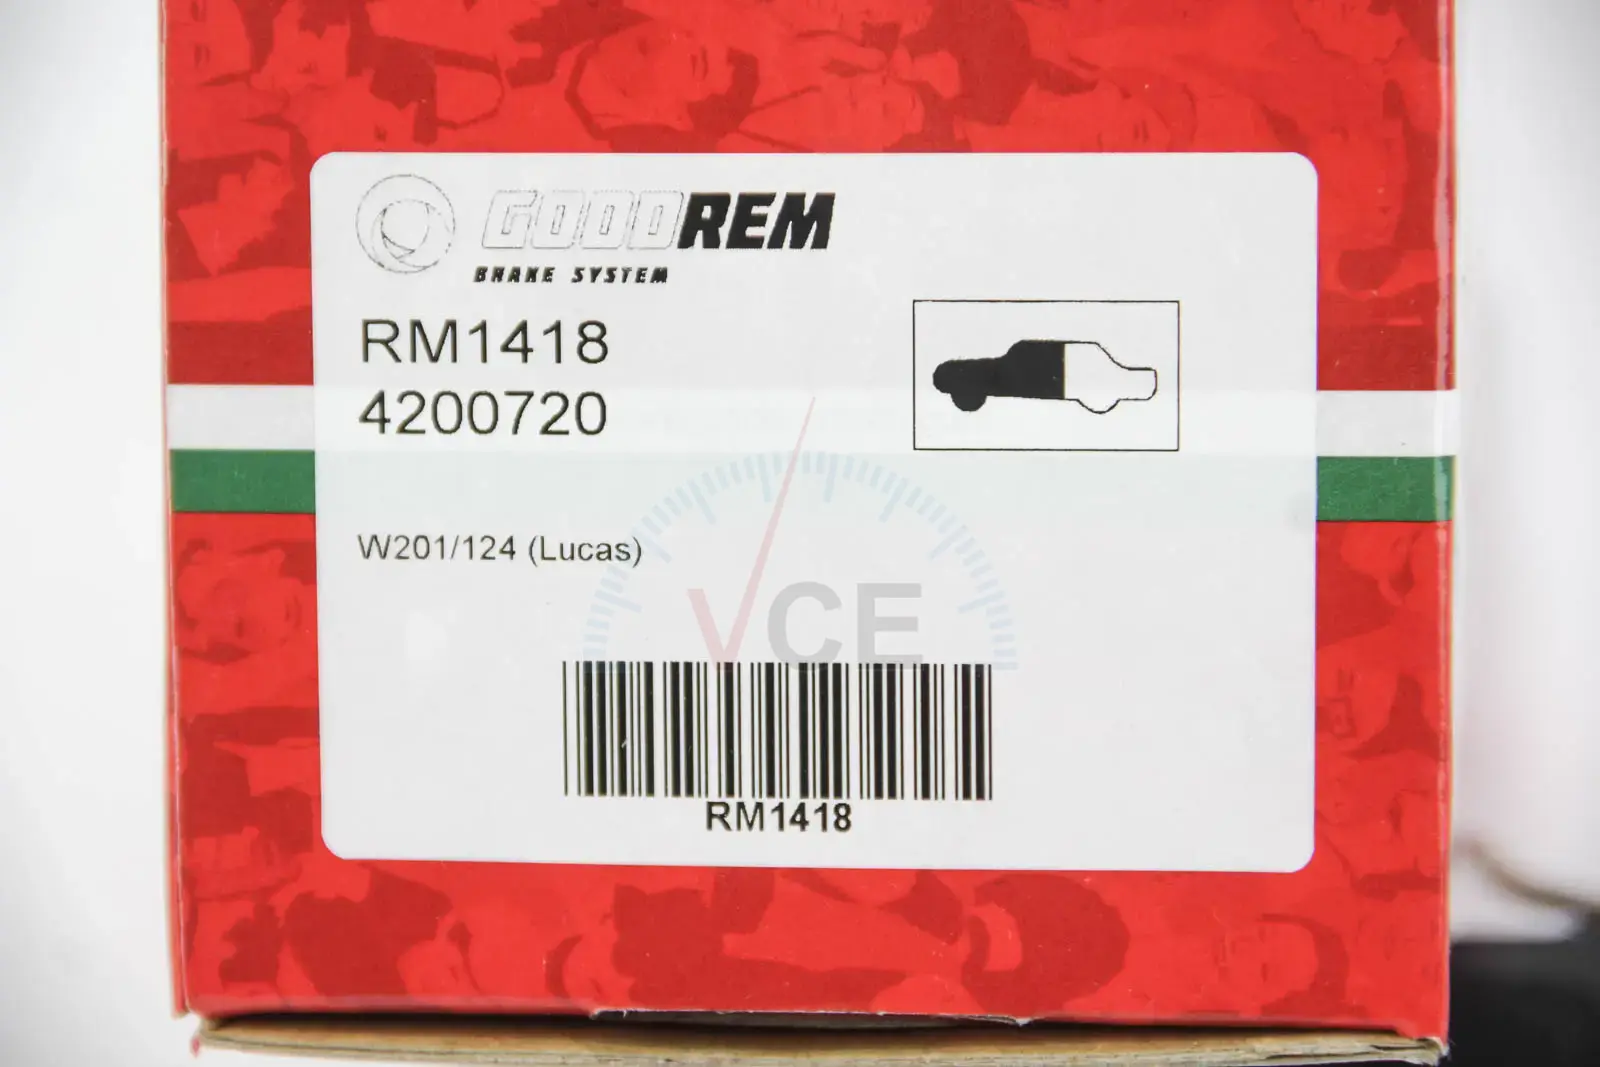 GOODREM
BRAKE SYSTEM
RM1418
4200720
W201/124 (Lucas)
VCE
RM1418